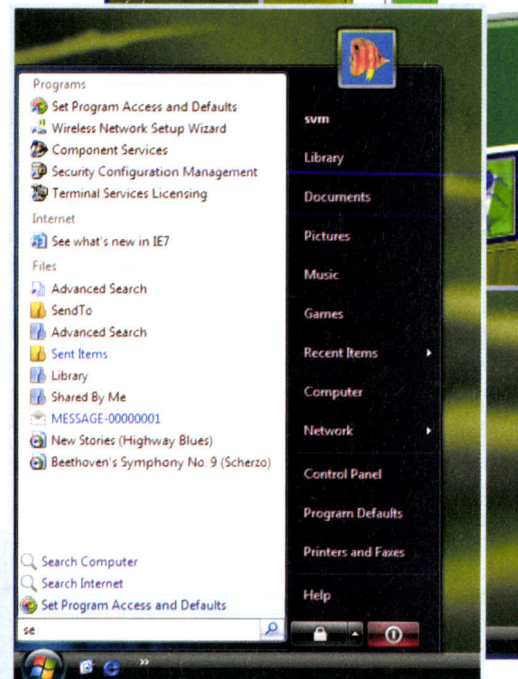 Programs
Set Program Access and Defaults
Wireless Network Setup Wizard
Component Services
Security Configuration Management
Terminal Services Licensing
Internet
See what's new in IE7
Files
Advanced Search
SendTo
Advanced Search
Sent Items
Library
Shared By Me
MESSAGE-00000001
New Stories (Highway Blues)
Beethoven's Symphony No. 9 (Scherzo)
Search Computer
Search Internet
Set Program Access and Defaults
se
svm
Library
Documents
Pictures
Music
Games
Recent Items
Computer
Network
Control Panel
Program Defaults
Printers and Faxes
Help